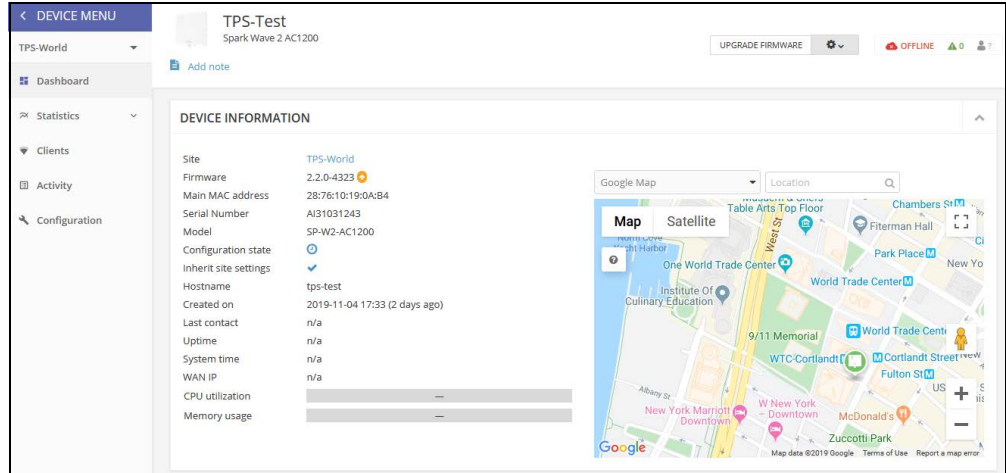 DEVICE MENU
TPS-World
Dashboard
Statistics
Clients
Activity
Configuration
TPS-Test
Spark Wave 2 AC1200
Add note
UPGRADE FIRMWARE
OFFLINE
0
?
DEVICE INFORMATION
Site TPS-World
Firmware 2.2.0-4323
Main MAC address 28:76:10:19:0A:B4
Serial Number AI31031243
Model SP-W2-AC1200
Configuration state
Inherit site settings
Hostname tps-test
Created on 2019-11-04 17:33 (2 days ago)
Last contact n/a
Uptime n/a
System time n/a
WAN IP n/a
CPU utilization —
Memory usage —
Google Map
Location
Map Satellite
?
Table Arts Top Floor
Chambers St
Fiterman Hall
West St
Park Place
New Yo
One World Trade Center
World Trade Center
Institute Of
Culinary Education
9/11 Memorial
World Trade Cente
WTC Cortlandt
Cortlandt Street
Fulton St
US
Albany St
New York Marriott
Downtown
W New York
– Downtown
McDonald's
Zuccotti Park
+
−
Google
Map data ©2019 Google Terms of Use Report a map error